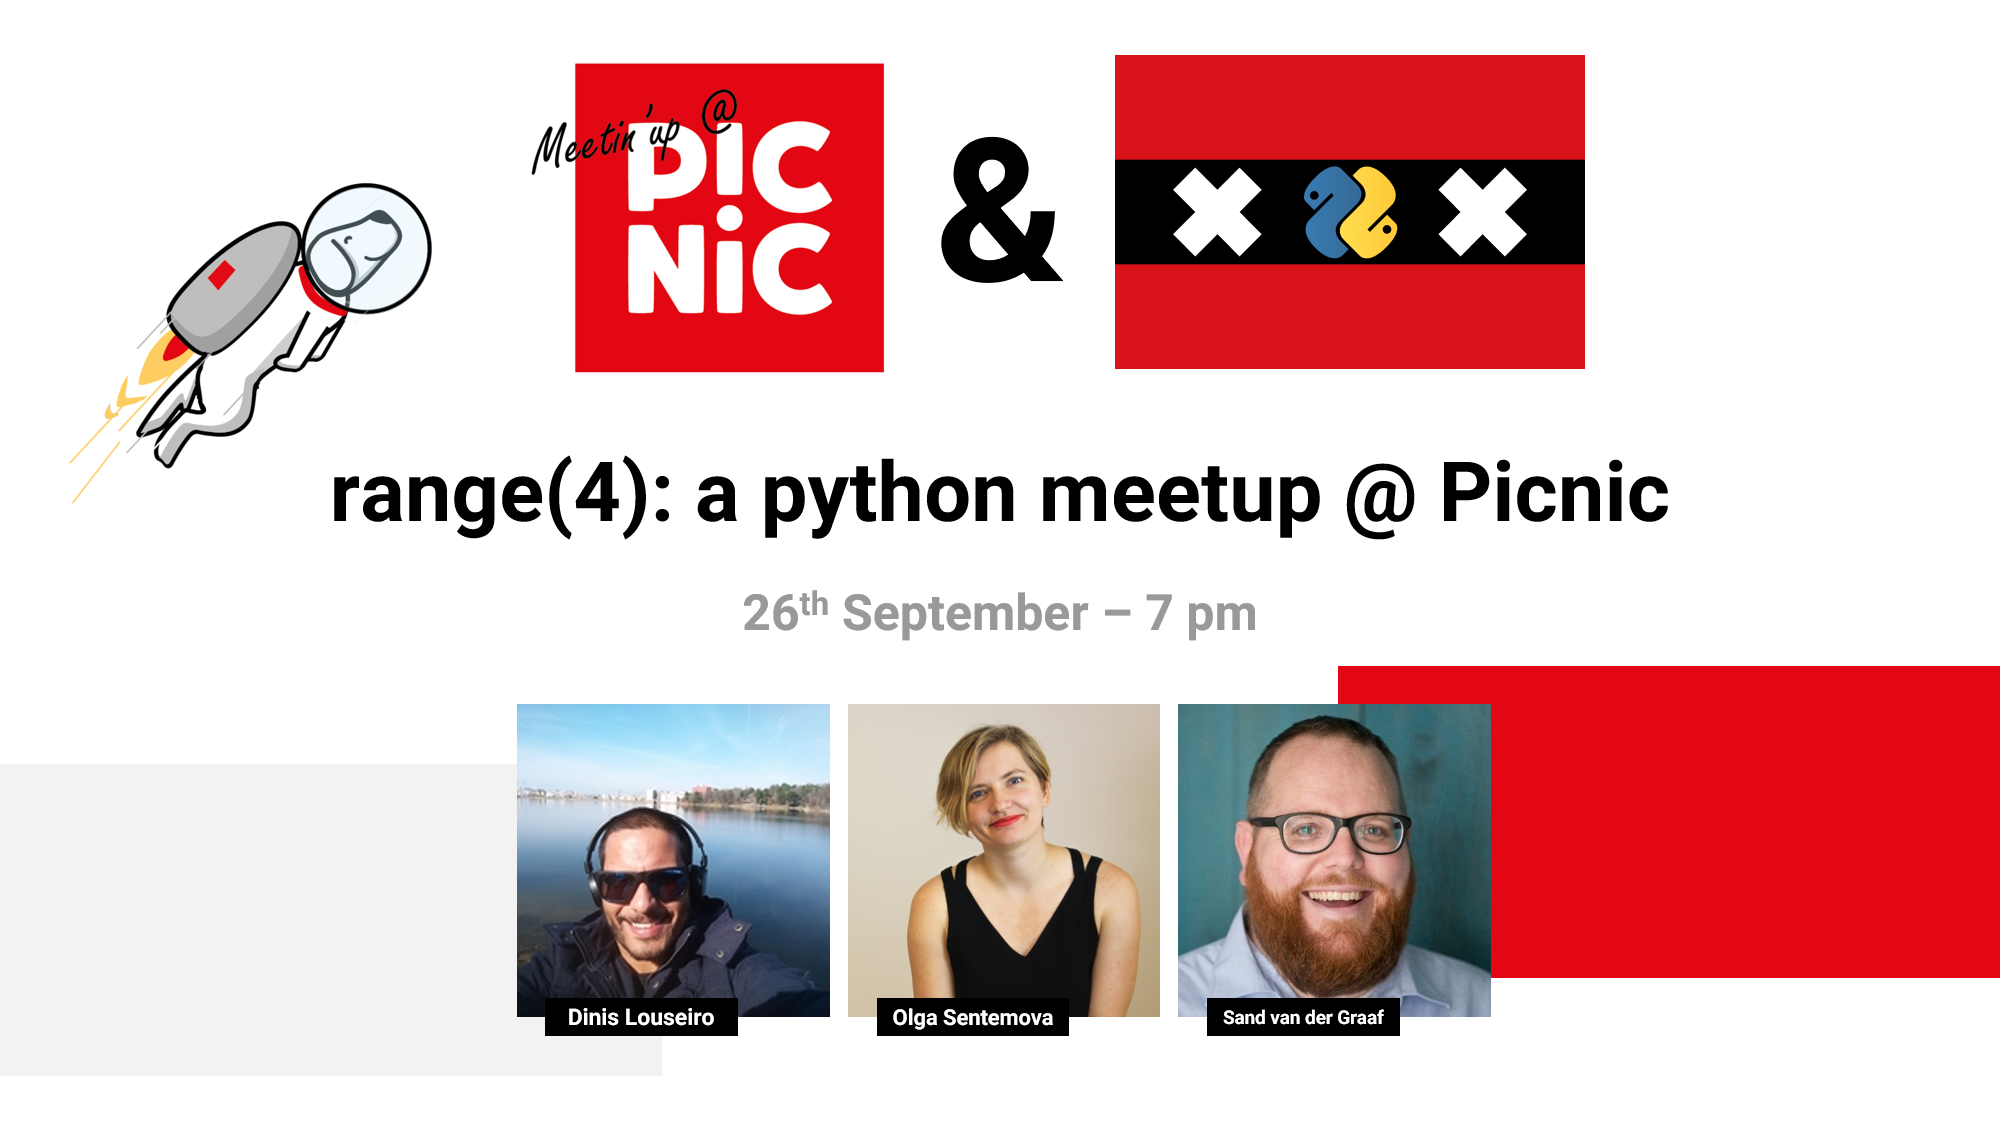 Meetin'up @
PIC
NiC
&
range(4): a python meetup @ Picnic
26th September – 7 pm
Dinis Louseiro
Olga Sentemova
Sand van der Graaf